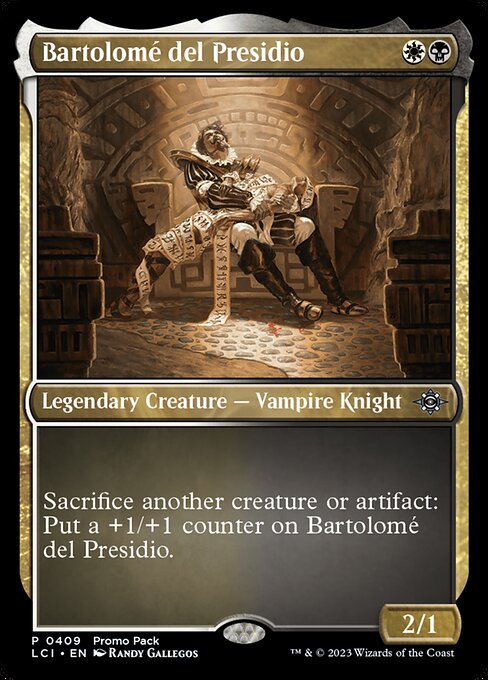 Bartolomé del Presidio
Legendary Creature — Vampire Knight
Sacrifice another creature or artifact:
Put a +1/+1 counter on Bartolomé
del Presidio.
2/1
P 0409 Promo Pack
LCI • EN Randy Gallegos
™ & © 2023 Wizards of the Coast